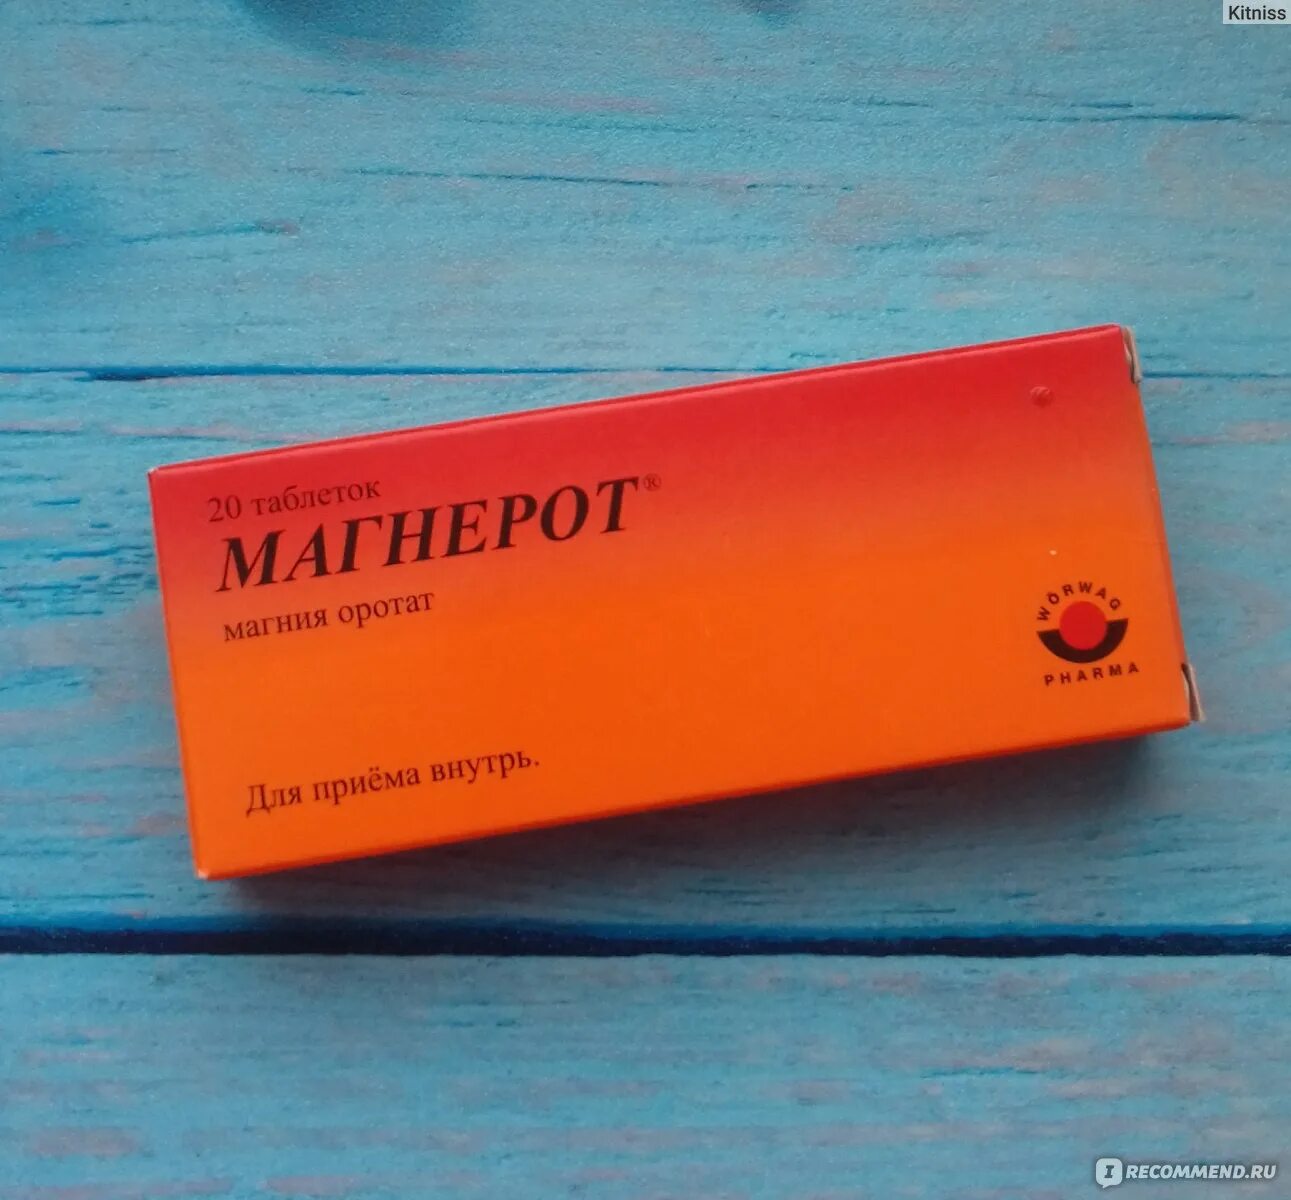 Kitniss
20 таблеток
МАГНЕРОТ®
магния оротат
WÖRWAG
PHARMA
Для приёма внутрь.
I RECOMMEND.RU